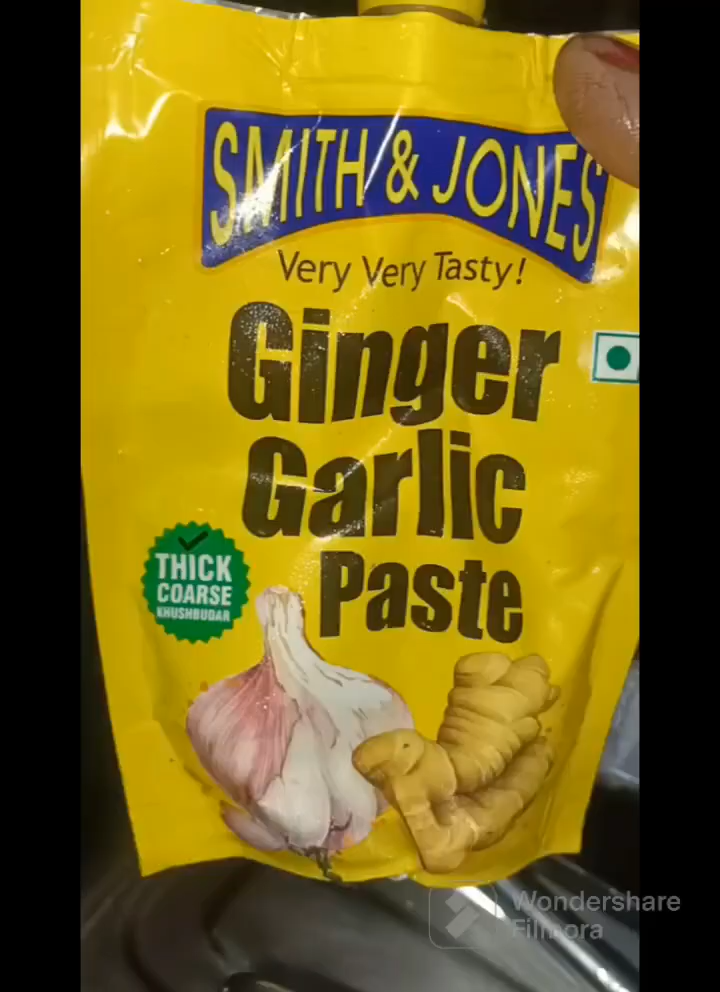 SMITH & JONES
Very Very Tasty!
Ginger
Garlic
Paste
THICK
COARSE
KHUSHBUDAR
Wondershare
Filmora